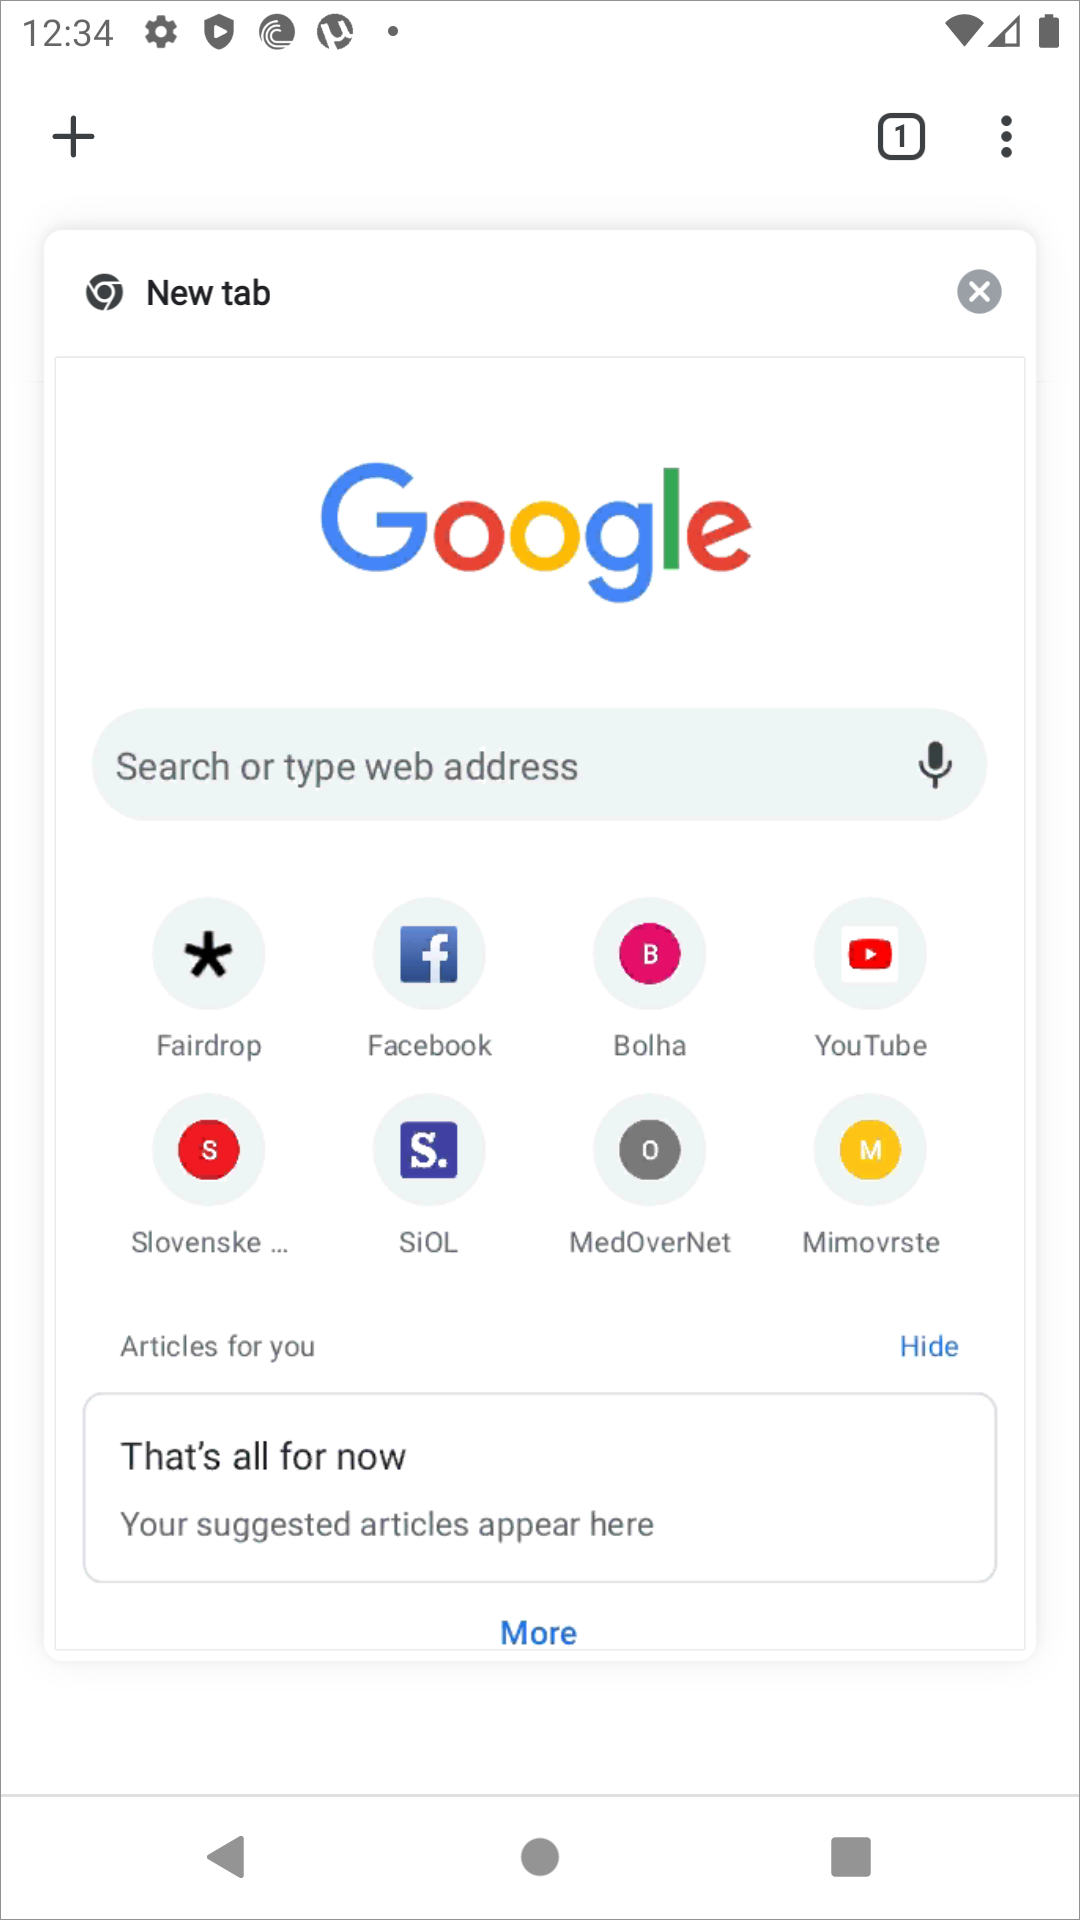 12:34
1
New tab
Google
Search or type web address
B
Fairdrop Facebook Bolha YouTube
S S. O M
Slovenske ... SiOL MedOverNet Mimovrste
Articles for you Hide
That's all for now
Your suggested articles appear here
More